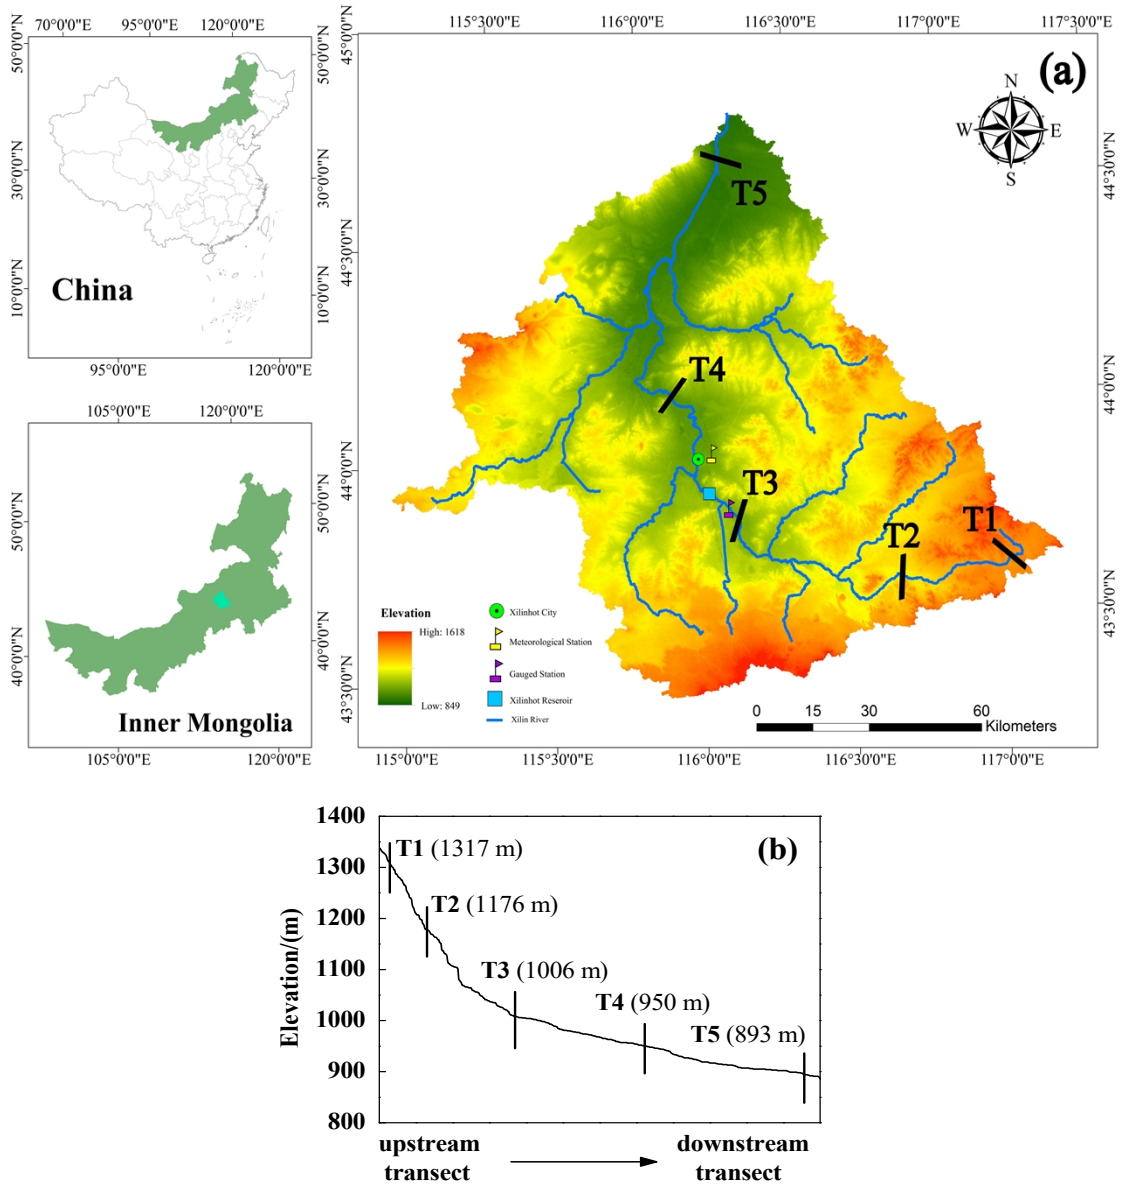 70°0'0"E 95°0'0"E 120°0'0"E
50°0'0"N
30°0'0"N
10°0'0"N
50°0'0"N
30°0'0"N
10°0'0"N
China
95°0'0"E 120°0'0"E
105°0'0"E 120°0'0"E
50°0'0"N
40°0'0"N
50°0'0"N
40°0'0"N
Inner Mongolia
105°0'0"E 120°0'0"E
115°30'0"E 116°0'0"E 116°30'0"E 117°0'0"E 117°30'0"E
45°0'0"N
44°30'0"N
44°0'0"N
43°30'0"N
44°30'0"N
44°0'0"N
43°30'0"N
(a)
N
W E
S
T5
T4
T3
T2
T1
Elevation
High: 1618
Low: 849
Xilinhot City
Meteorological Station
Gauged Station
Xilinhot Reseroir
Xilin River
0 15 30 60
Kilometers
115°0'0"E 115°30'0"E 116°0'0"E 116°30'0"E 117°0'0"E
(b)
Elevation/(m)
1400
1300
1200
1100
1000
900
800
T1 (1317 m)
T2 (1176 m)
T3 (1006 m)
T4 (950 m)
T5 (893 m)
upstream
transect
downstream
transect